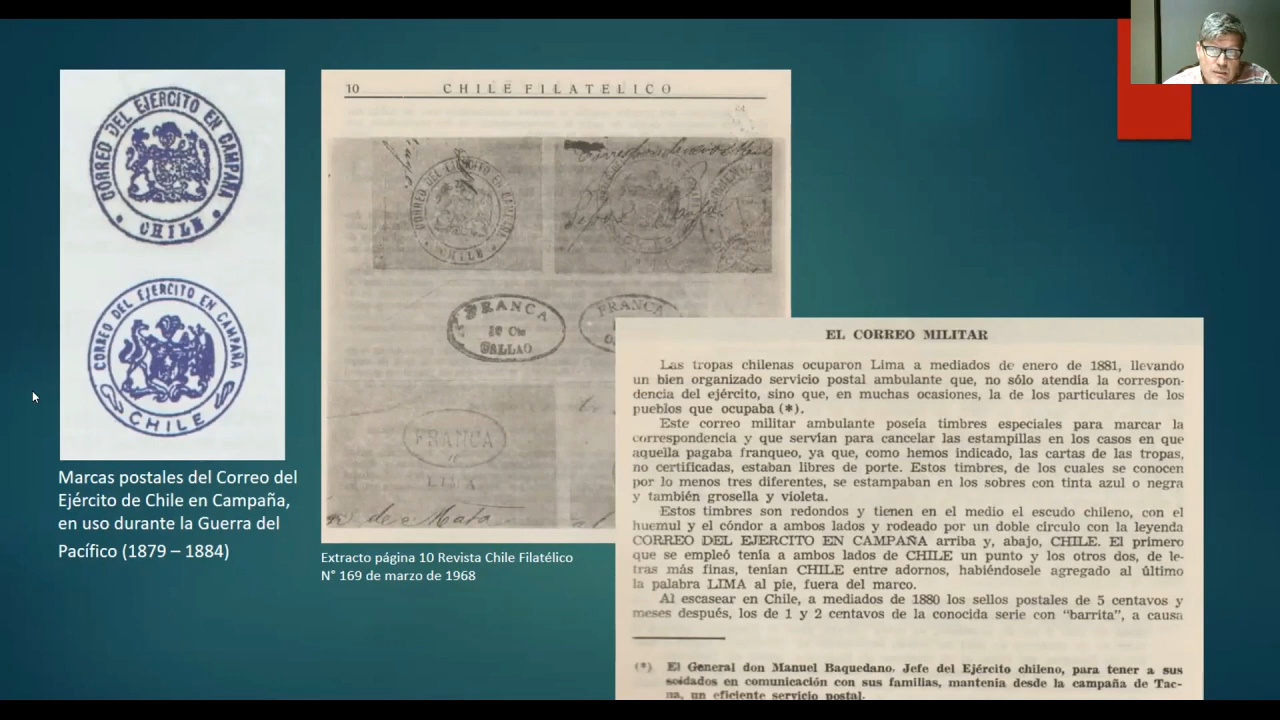 CORREO DEL EJERCITO EN CAMPAÑA
• CHILE •
CORREO DEL EJERCITO EN CAMPAÑA
CHILE
Marcas postales del Correo del
Ejército de Chile en Campaña,
en uso durante la Guerra del
Pacífico (1879 – 1884)
10 CHILE FILATELICO
CORREO DEL EJERCITO EN CAMPAÑA
CHILE
FRANCA
10 Cts
CALLAO
FRANCA
FRANCA
LIMA
de Mata
Extracto página 10 Revista Chile Filatélico
N° 169 de marzo de 1968
EL CORREO MILITAR
Las tropas chilenas ocuparon Lima a mediados de enero de 1881, llevando
un bien organizado servicio postal ambulante que, no sólo atendía la correspon-
dencia del ejército, sino que, en muchas ocasiones, la de los particulares de los
pueblos que ocupaba (*).
Este correo militar ambulante poseía timbres especiales para marcar la
correspondencia y que servían para cancelar las estampillas en los casos en que
aquella pagaba franqueo, ya que, como hemos indicado, las cartas de las tropas,
no certificadas, estaban libres de porte. Estos timbres, de los cuales se conocen
por lo menos tres diferentes, se estampaban en los sobres con tinta azul o negra
y también grosella y violeta.
Estos timbres son redondos y tienen en el medio el escudo chileno, con el
huemul y el cóndor a ambos lados y rodeado por un doble círculo con la leyenda
CORREO DEL EJERCITO EN CAMPAÑA arriba y, abajo, CHILE. El primero
que se empleó tenía a ambos lados de CHILE un punto y los otros dos, de le-
tras más finas, tenían CHILE entre adornos, habiéndosele agregado al último
la palabra LIMA al pie, fuera del marco.
Al escasear en Chile, a mediados de 1880 los sellos postales de 5 centavos y
meses después, los de 1 y 2 centavos de la conocida serie con "barrita", a causa
(*) El General don Manuel Baquedano, Jefe del Ejército chileno, para tener a sus
soldados en comunicación con sus familias, mantenía desde la campaña de Tac-
na, un eficiente servicio postal.